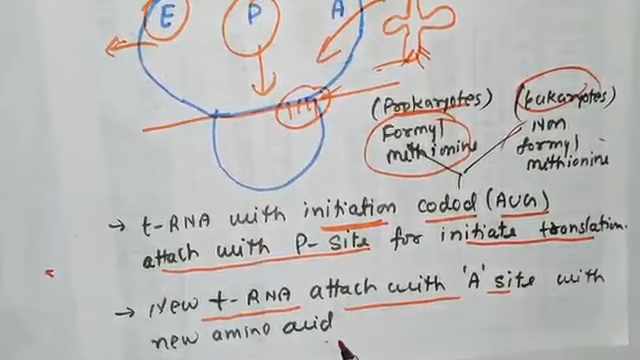 E P A
(Prokaryotes) (Eukaryotes)
Formyl methionine
Non formyl methionine
→ t-RNA with initiation codod (AUG)
attach with P-site for initiate translation.
→ New t-RNA attach with 'A' site with
new amino acid